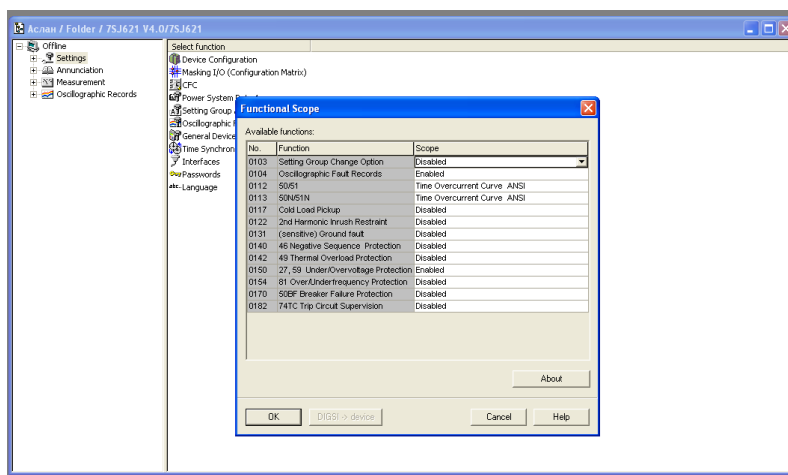 Аслан / Folder / 7SJ621 V4.0/7SJ621
Offline
Settings
Annunciation
Measurement
Oscillographic Records
Select function
Device Configuration
Masking I/O (Configuration Matrix)
CFC
Power System
Setting Group
Oscillographic F
General Device
Time Synchron
Interfaces
Passwords
abc. Language
Functional Scope
Available functions:
No. Function Scope
0103 Setting Group Change Option Disabled
0104 Oscillographic Fault Records Enabled
0112 50/51 Time Overcurrent Curve ANSI
0113 50N/51N Time Overcurrent Curve ANSI
0117 Cold Load Pickup Disabled
0122 2nd Harmonic Inrush Restraint Disabled
0131 (sensitive) Ground fault Disabled
0140 46 Negative Sequence Protection Disabled
0142 49 Thermal Overload Protection Disabled
0150 27, 59 Under/Overvoltage Protection Enabled
0154 81 Over/Underfrequency Protection Disabled
0170 50BF Breaker Failure Protection Disabled
0182 74TC Trip Circuit Supervision Disabled
About
OK DIGSI -> device Cancel Help